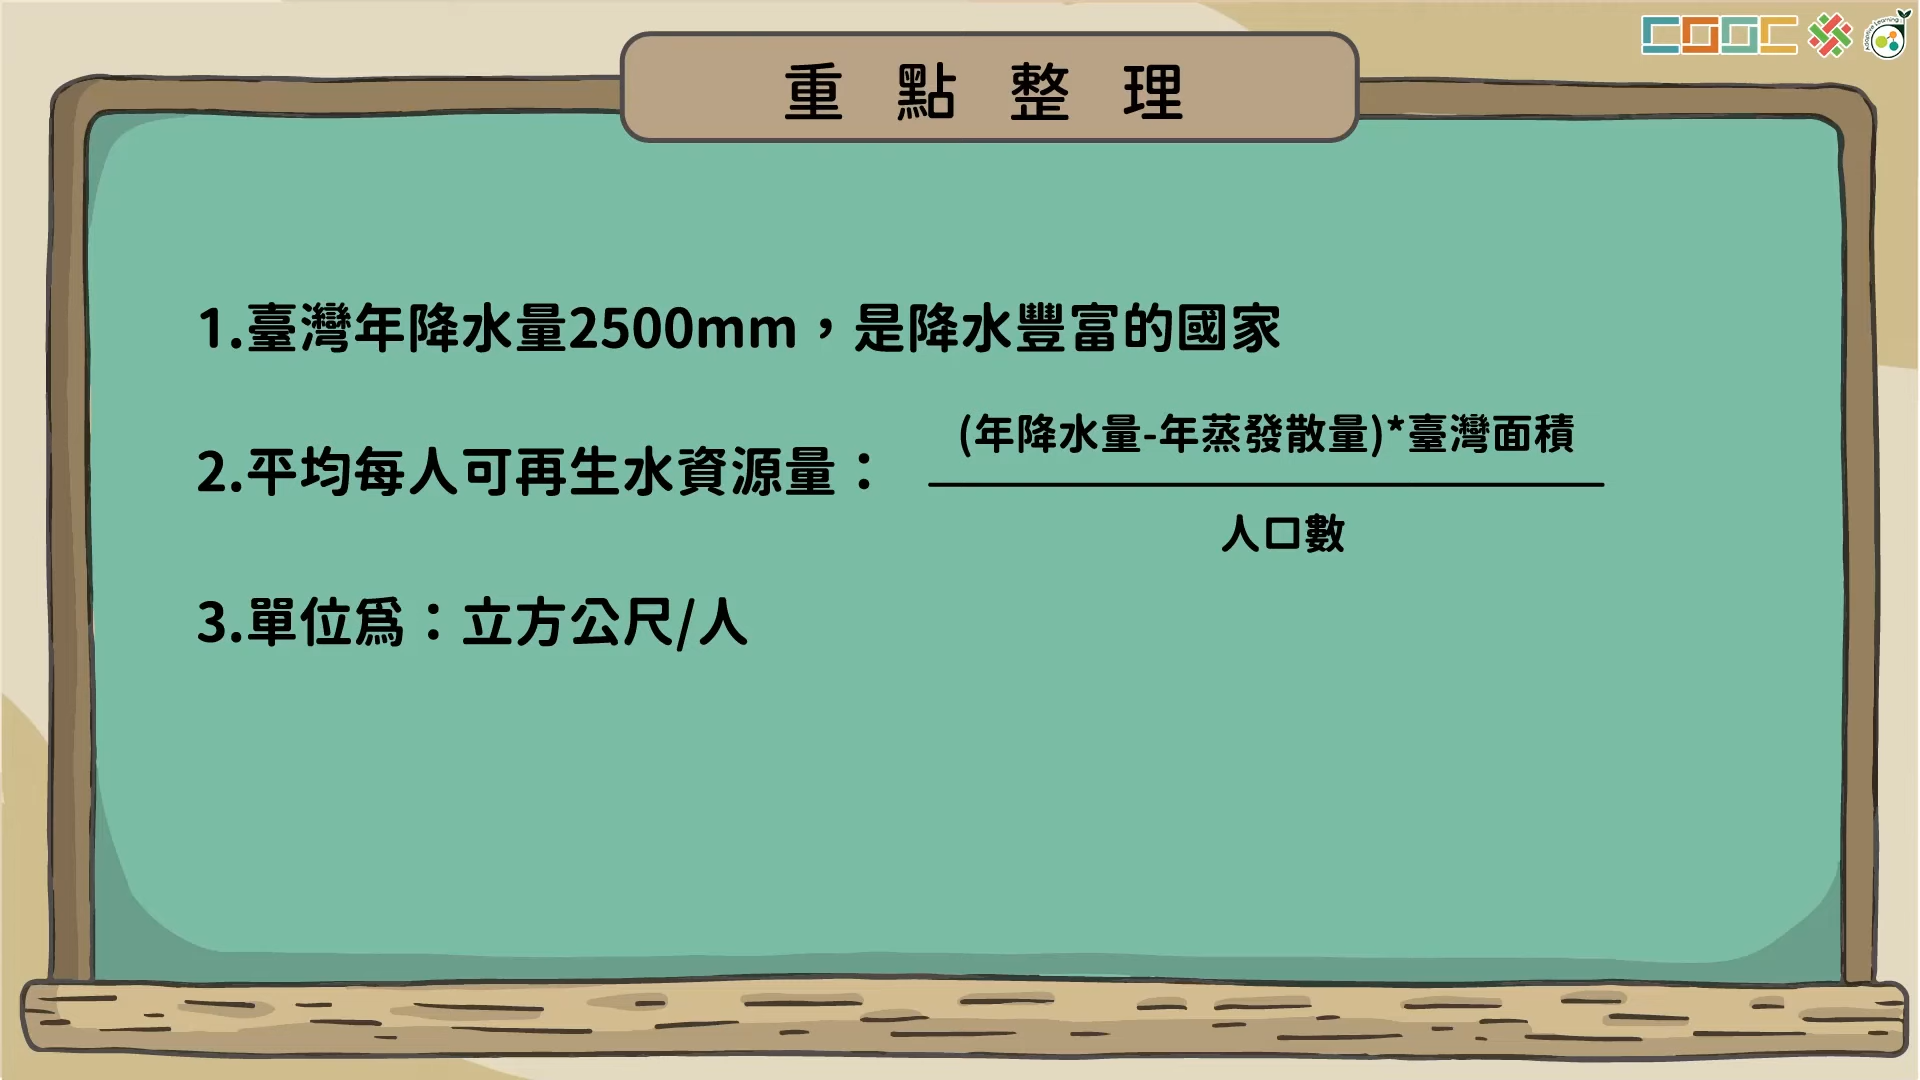 COOC
Adaptive Learning
重點整理
1.臺灣年降水量2500mm，是降水豐富的國家
2.平均每人可再生水資源量：
(年降水量-年蒸發散量)*臺灣面積
人口數
3.單位爲：立方公尺/人